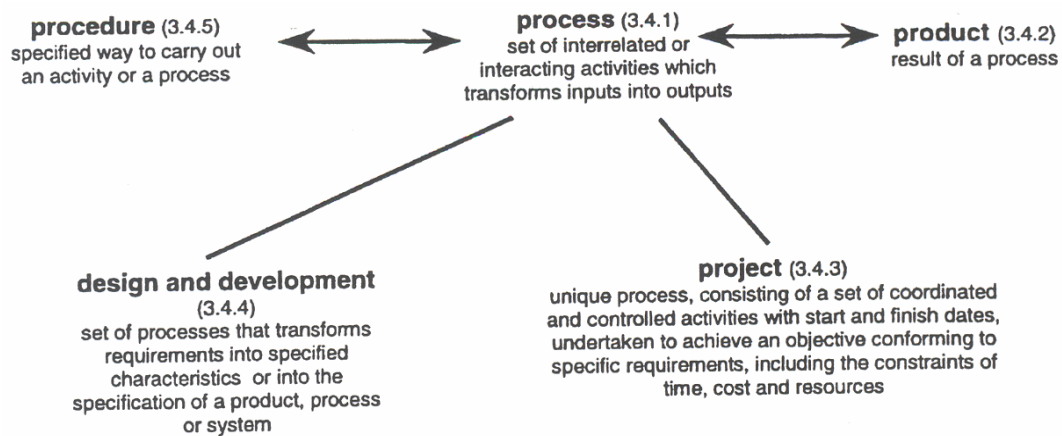 procedure (3.4.5)
specified way to carry out
an activity or a process
process (3.4.1)
set of interrelated or
interacting activities which
transforms inputs into outputs
product (3.4.2)
result of a process
design and development
(3.4.4)
set of processes that transforms
requirements into specified
characteristics or into the
specification of a product, process
or system
project (3.4.3)
unique process, consisting of a set of coordinated
and controlled activities with start and finish dates,
undertaken to achieve an objective conforming to
specific requirements, including the constraints of
time, cost and resources